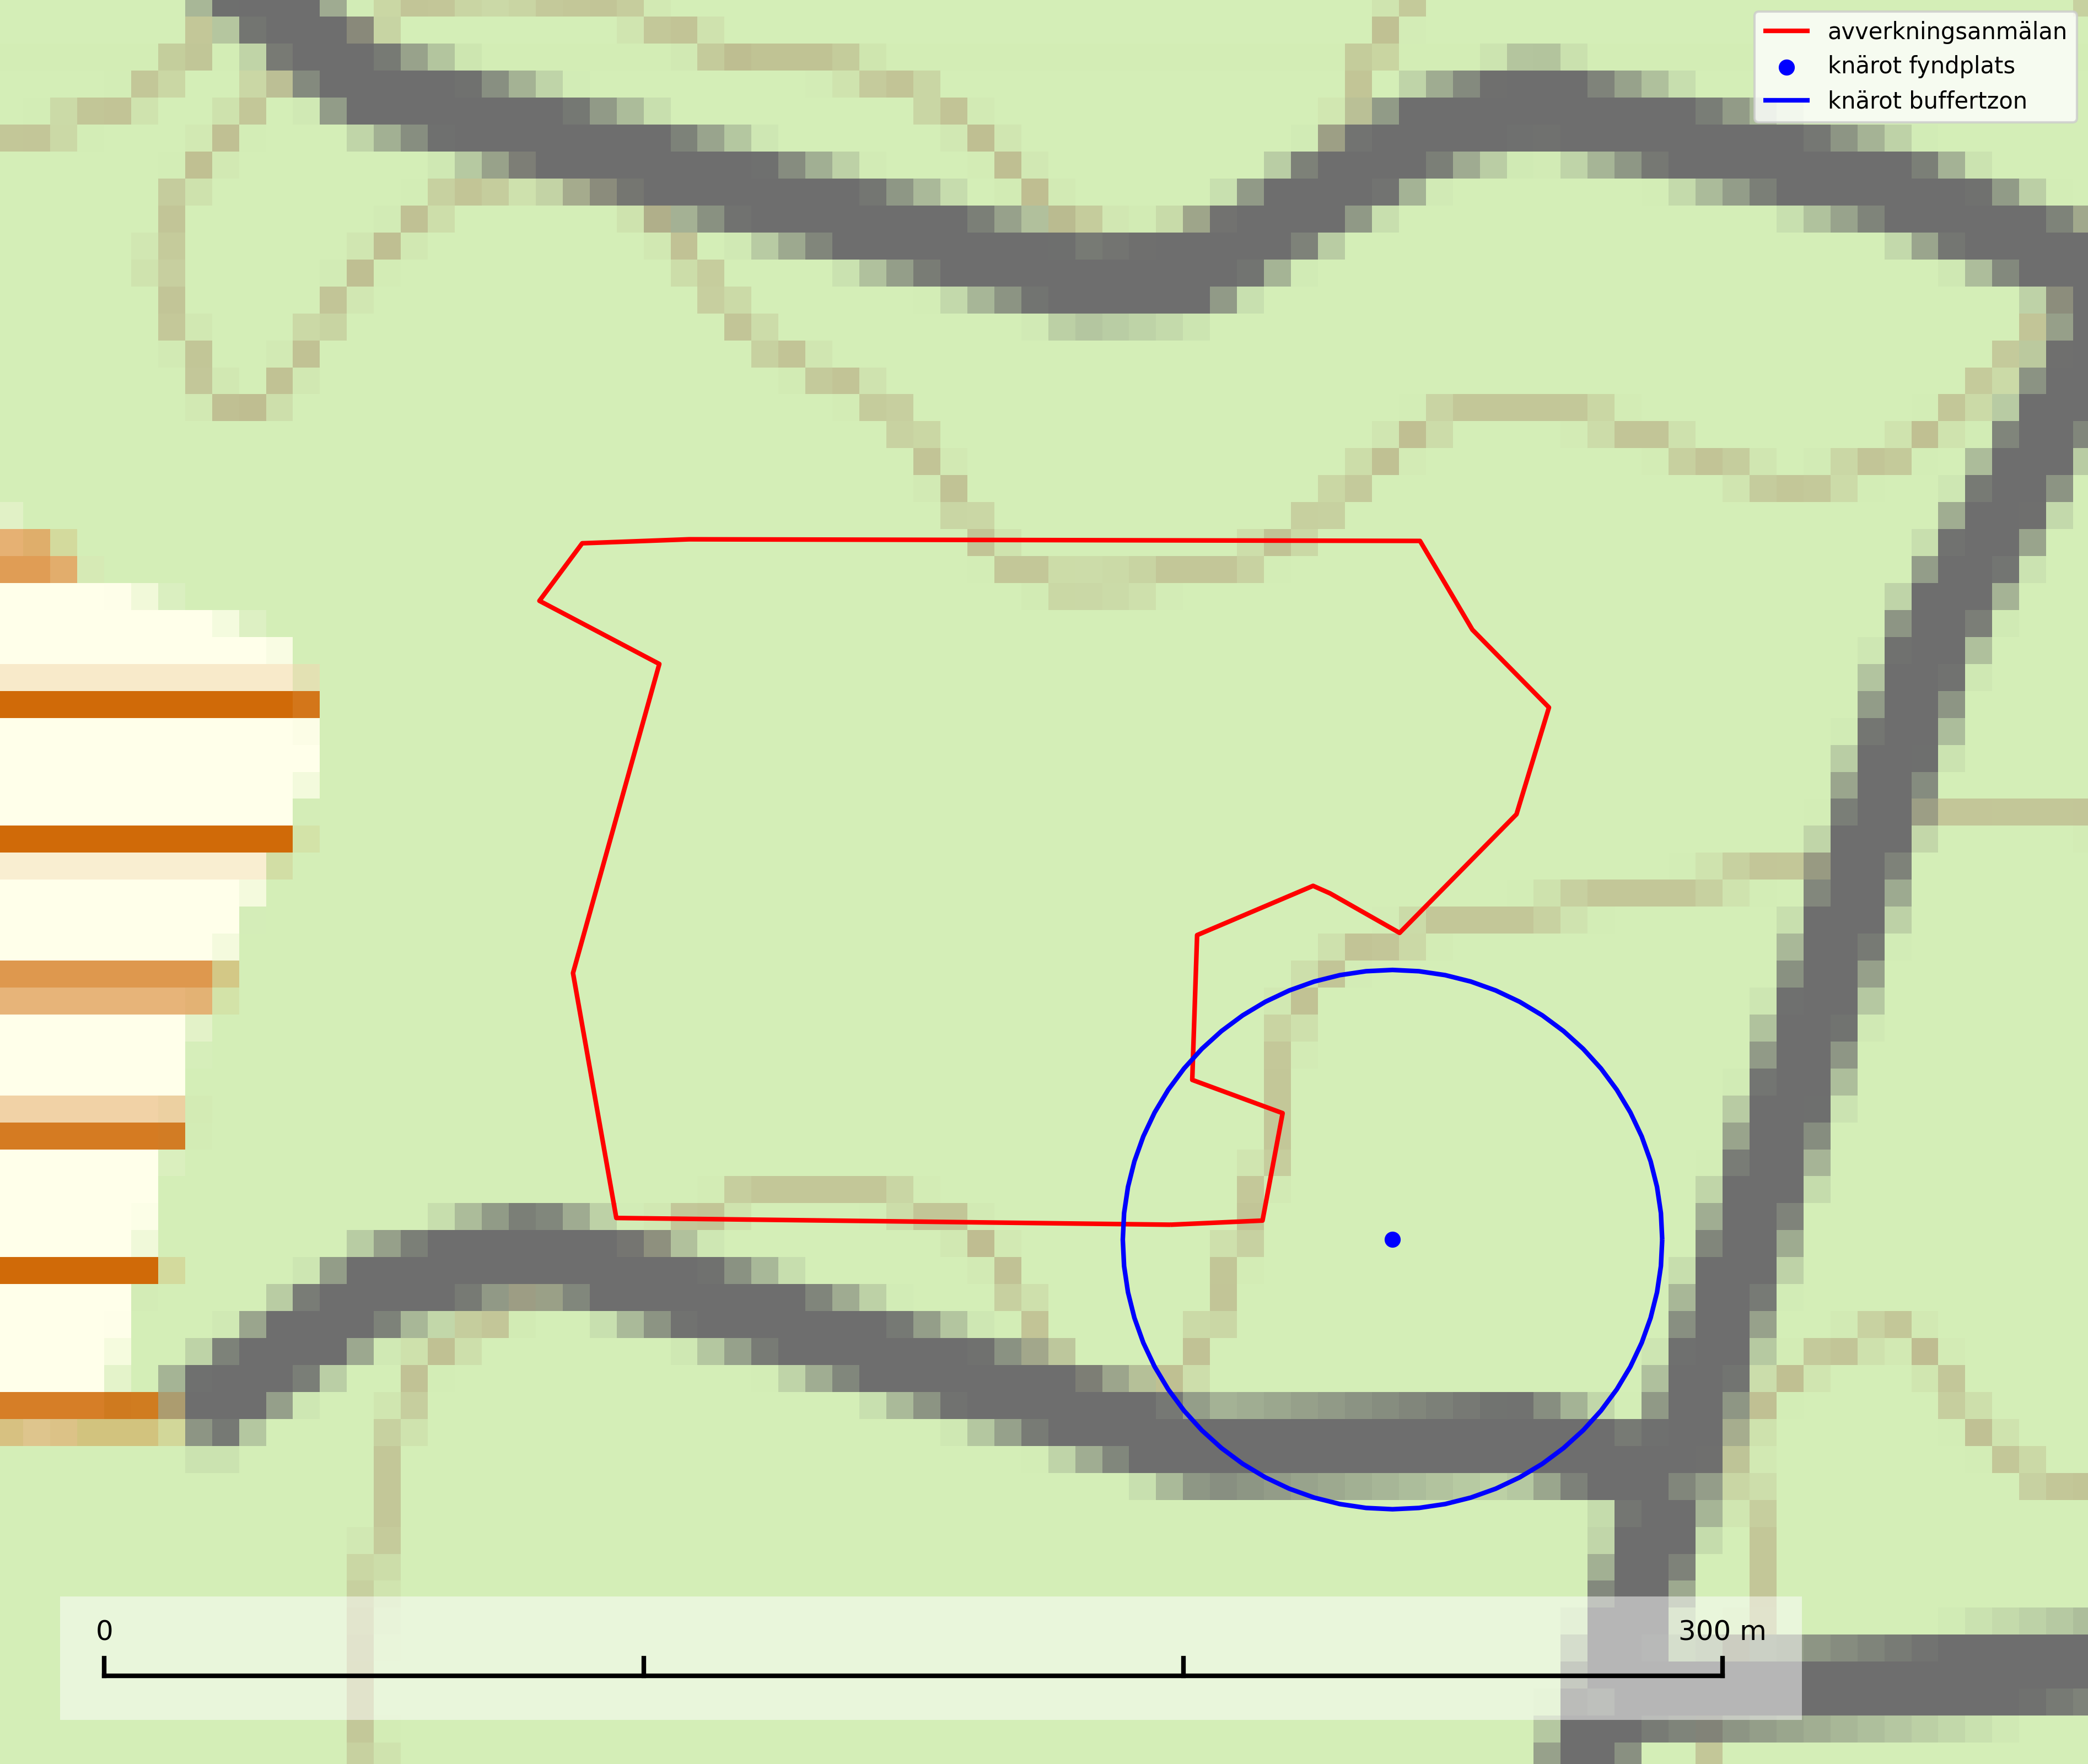 avverkningsanmälan
knärot fyndplats
knärot buffertzon
0 300 m